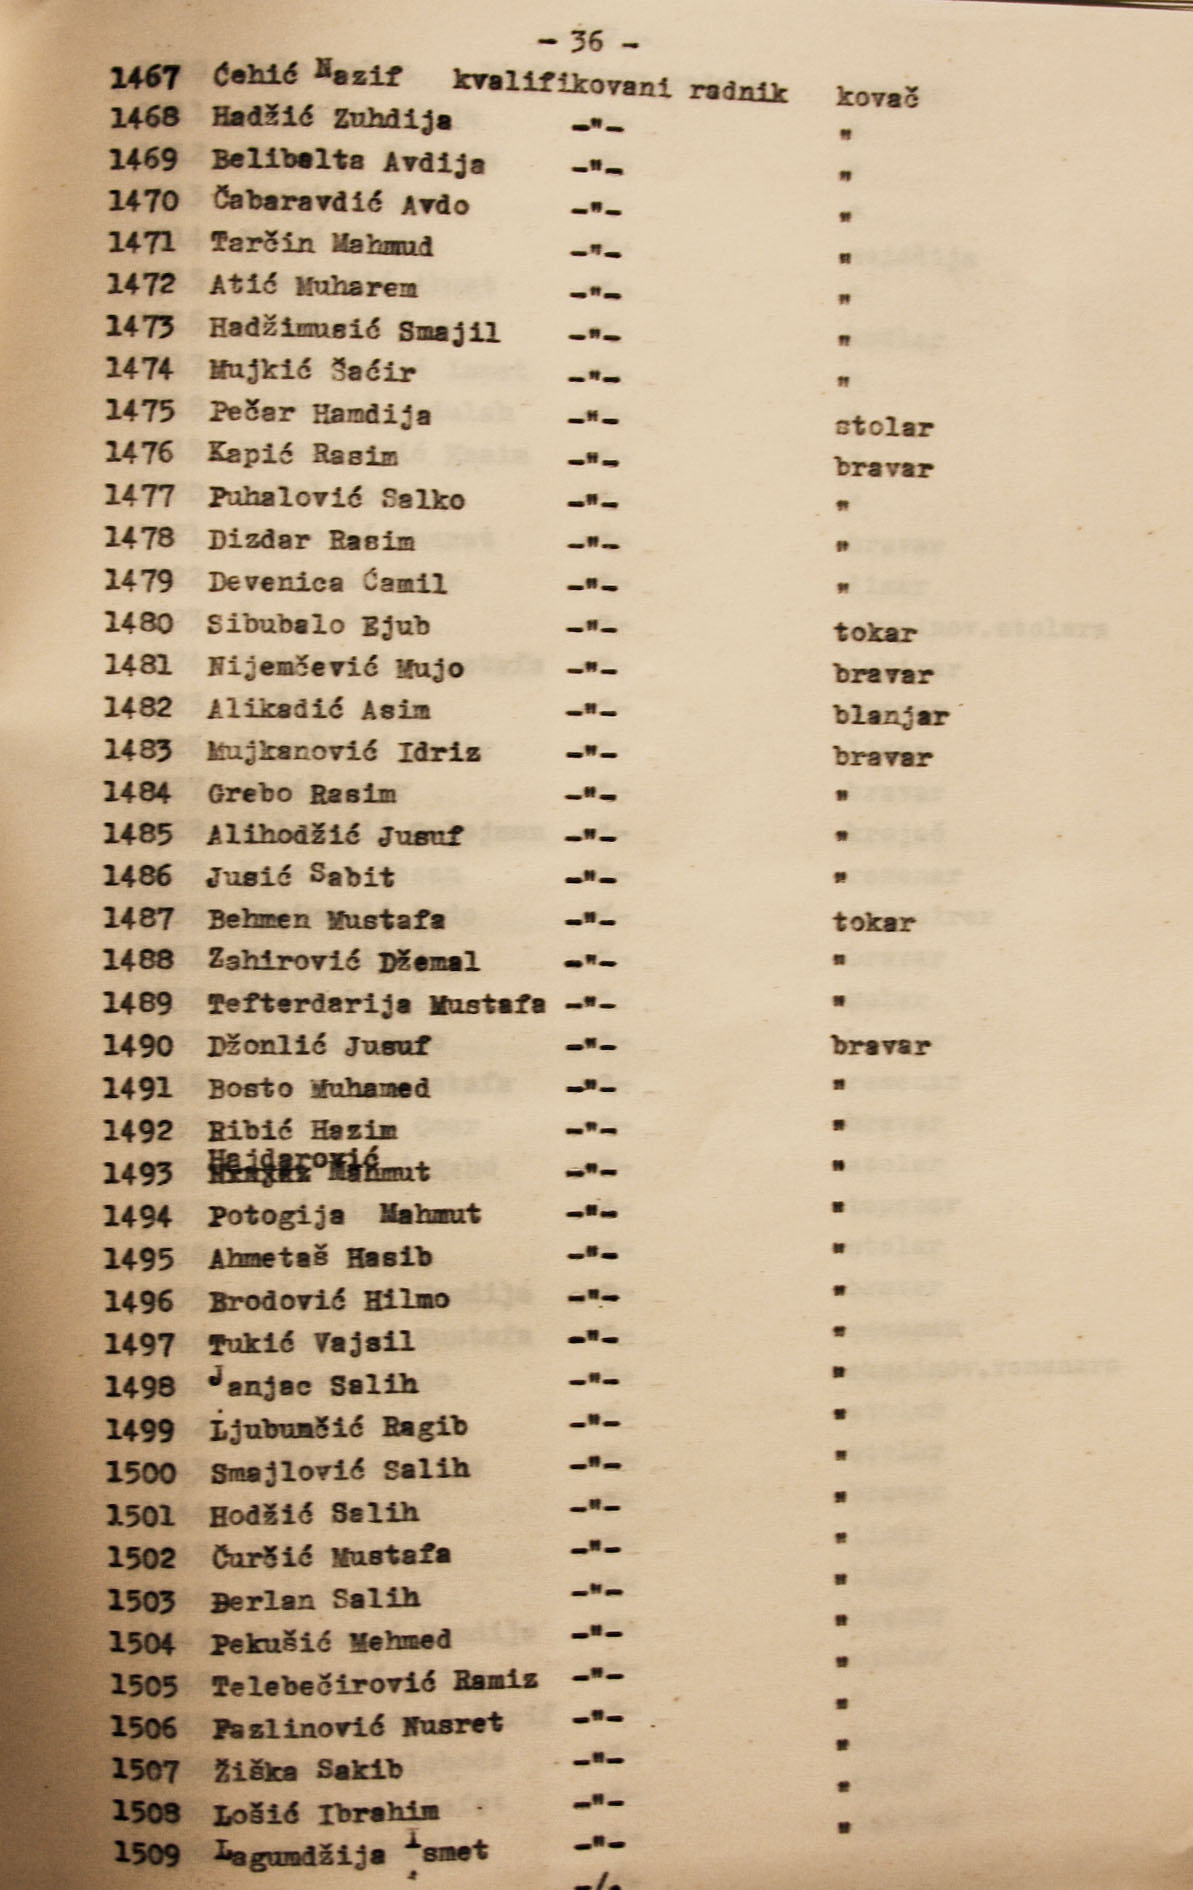 - 36 -
1467 Ćehić Nazif kvalifikovani radnik kovač
1468 Hadžić Zuhdija -"- "
1469 Belibalta Avdija -"- "
1470 Čabaravdić Avdo -"- "
1471 Tarčin Mahmud -"- "
1472 Atić Muharem -"- "
1473 Hadžimusić Smajil -"- "
1474 Mujkić Šaćir -"- "
1475 Pečar Hamdija -"- stolar
1476 Kapić Rasim -"- bravar
1477 Puhalović Salko -"- "
1478 Dizdar Rasim -"- "
1479 Devenica Ćamil -"- "
1480 Sibubalo Ejub -"- tokar
1481 Nijemčević Mujo -"- bravar
1482 Alikadić Asim -"- blanjar
1483 Mujkanović Idriz -"- bravar
1484 Grebo Rasim -"- "
1485 Alihodžić Jusuf -"- "
1486 Jusić Sabit -"- "
1487 Behmen Mustafa -"- tokar
1488 Zahirović Džemal -"- "
1489 Tefterdarija Mustafa -"- "
1490 Džonlić Jusuf -"- bravar
1491 Bosto Muhamed -"- "
1492 Ribić Hazim -"- "
1493 Hajdarović Mahmut -"- "
1494 Potogija Mahmut -"- "
1495 Ahmetaš Hasib -"- "
1496 Brodović Hilmo -"- "
1497 Tukić Vajsil -"- "
1498 Janjac Salih -"- "
1499 Ljubunčić Ragib -"- "
1500 Smajlović Salih -"- "
1501 Hodžić Salih -"- "
1502 Čurčić Mustafa -"- "
1503 Berlan Salih -"- "
1504 Pekušić Mehmed -"- "
1505 Telebečirović Ramiz -"- "
1506 Fazlinović Nusret -"- "
1507 Žiška Sakib -"- "
1508 Lošić Ibrahim -"- "
1509 Lagumdžija Ismet -"- "
-/-